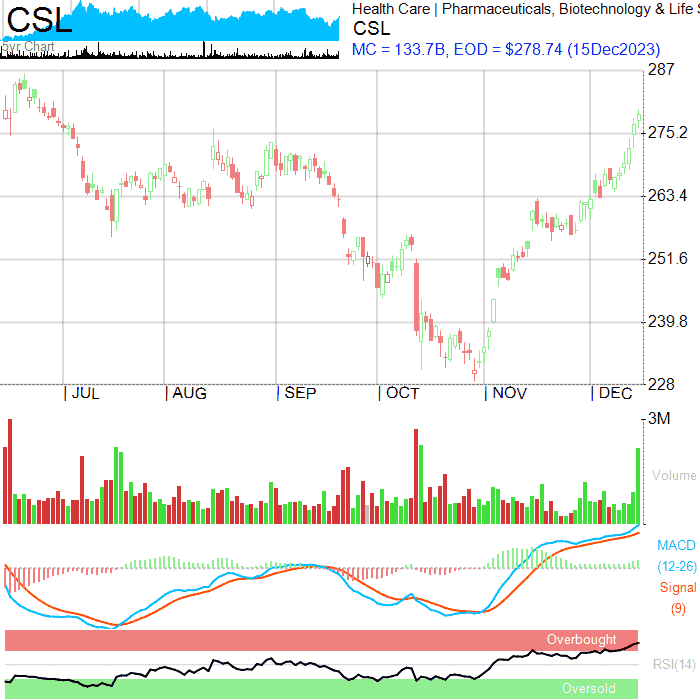 CSL
5yr Chart
Health Care | Pharmaceuticals, Biotechnology & Life S
CSL
MC = 133.7B, EOD = $278.74 (15Dec2023)
287
275.2
263.4
251.6
239.8
228
| JUL | AUG | SEP | OCT | NOV | DEC
3M
Volume
MACD
(12-26)
Signal
(9)
Overbought
RSI(14)
Oversold